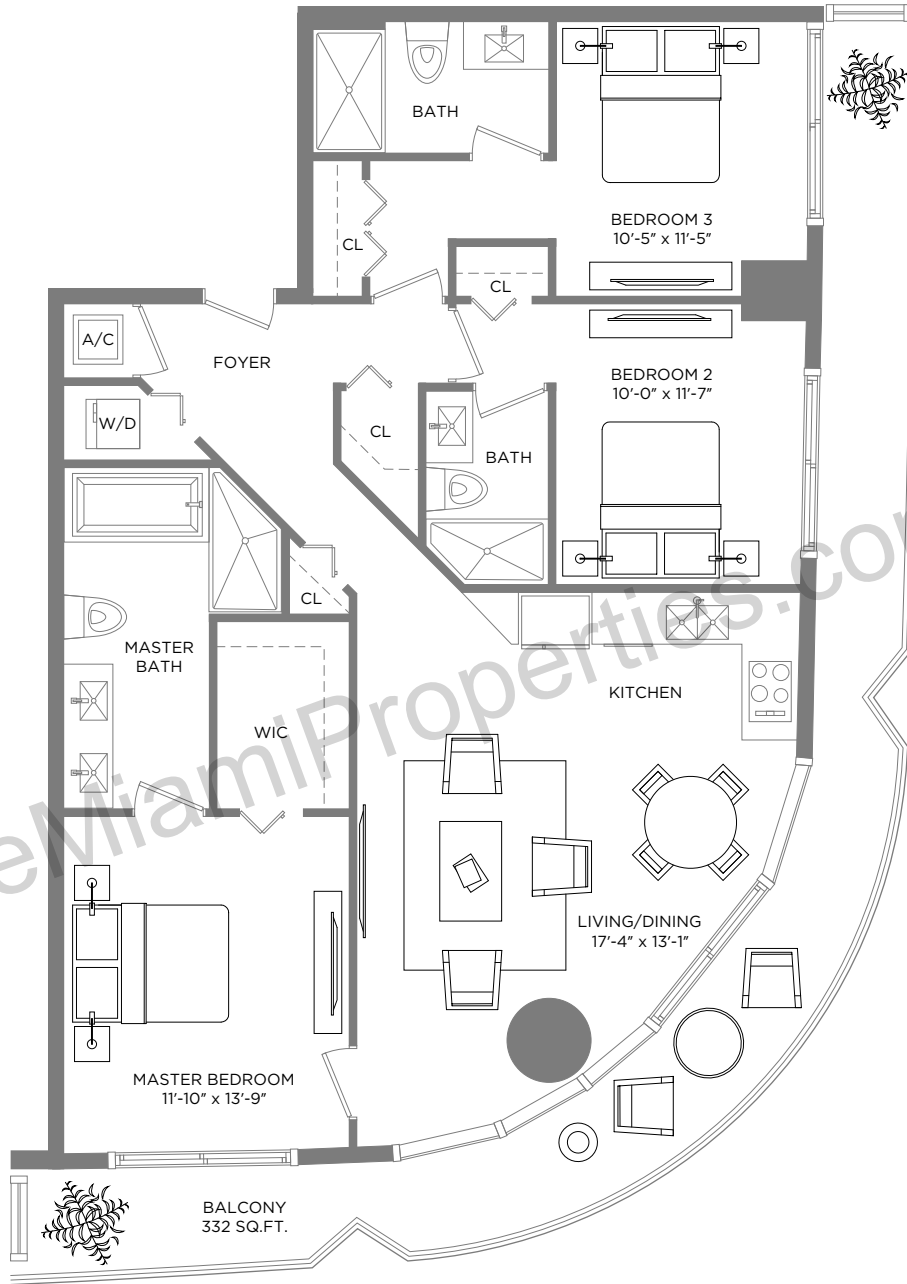 BATH
BEDROOM 3
10'-5" x 11'-5"
CL
CL
A/C
FOYER
BEDROOM 2
10'-0" x 11'-7"
W/D
CL
BATH
CL
MASTER
BATH
KITCHEN
WIC
LIVING/DINING
17'-4" x 13'-1"
MASTER BEDROOM
11'-10" x 13'-9"
BALCONY
332 SQ.FT.
eMiamiProperties.com